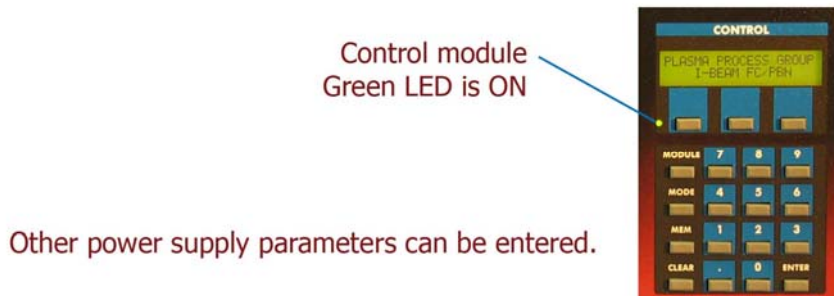 Control module
Green LED is ON
Other power supply parameters can be entered.
CONTROL
PLASMA PROCESS GROUP
I-BEAM FC/PBN
MODULE 7 8 9
MODE 4 5 6
MEM 1 2 3
CLEAR . 0 ENTER